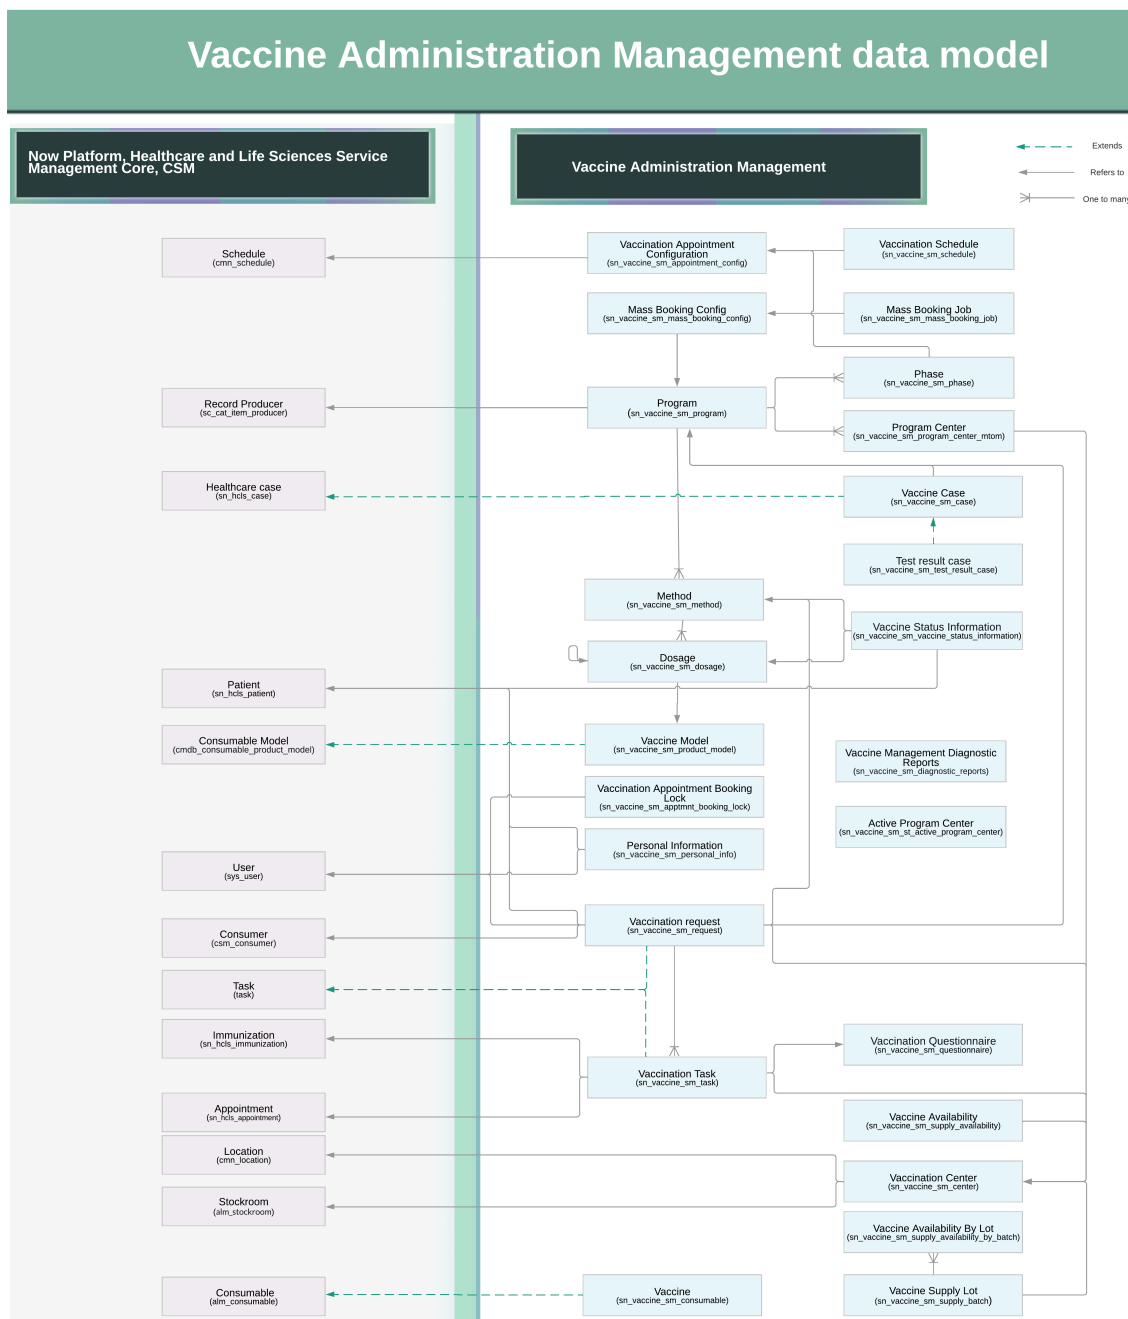 Vaccine Administration Management data model
Now Platform, Healthcare and Life Sciences Service
Management Core, CSM
Vaccine Administration Management
Extends
Refers to
One to many
Schedule
(cmn_schedule)
Vaccination Appointment
Configuration
(sn_vaccine_sm_appointment_config)
Vaccination Schedule
(sn_vaccine_sm_schedule)
Mass Booking Config
(sn_vaccine_sm_mass_booking_config)
Mass Booking Job
(sn_vaccine_sm_mass_booking_job)
Phase
(sn_vaccine_sm_phase)
Record Producer
(sc_cat_item_producer)
Program
(sn_vaccine_sm_program)
Program Center
(sn_vaccine_sm_program_center_mtom)
Healthcare case
(sn_hcls_case)
Vaccine Case
(sn_vaccine_sm_case)
Test result case
(sn_vaccine_sm_test_result_case)
Method
(sn_vaccine_sm_method)
Vaccine Status Information
(sn_vaccine_sm_vaccine_status_information)
Dosage
(sn_vaccine_sm_dosage)
Patient
(sn_hcls_patient)
Consumable Model
(cmdb_consumable_product_model)
Vaccine Model
(sn_vaccine_sm_product_model)
Vaccine Management Diagnostic
Reports
(sn_vaccine_sm_diagnostic_reports)
Vaccination Appointment Booking
Lock
(sn_vaccine_sm_apptmnt_booking_lock)
Active Program Center
(sn_vaccine_sm_st_active_program_center)
Personal Information
(sn_vaccine_sm_personal_info)
User
(sys_user)
Vaccination request
(sn_vaccine_sm_request)
Consumer
(csm_consumer)
Task
(task)
Immunization
(sn_hcls_immunization)
Vaccination Questionnaire
(sn_vaccine_sm_questionnaire)
Vaccination Task
(sn_vaccine_sm_task)
Appointment
(sn_hcls_appointment)
Vaccine Availability
(sn_vaccine_sm_supply_availability)
Location
(cmn_location)
Vaccination Center
(sn_vaccine_sm_center)
Stockroom
(alm_stockroom)
Vaccine Availability By Lot
(sn_vaccine_sm_supply_availability_by_batch)
Consumable
(alm_consumable)
Vaccine
(sn_vaccine_sm_consumable)
Vaccine Supply Lot
(sn_vaccine_sm_supply_batch)